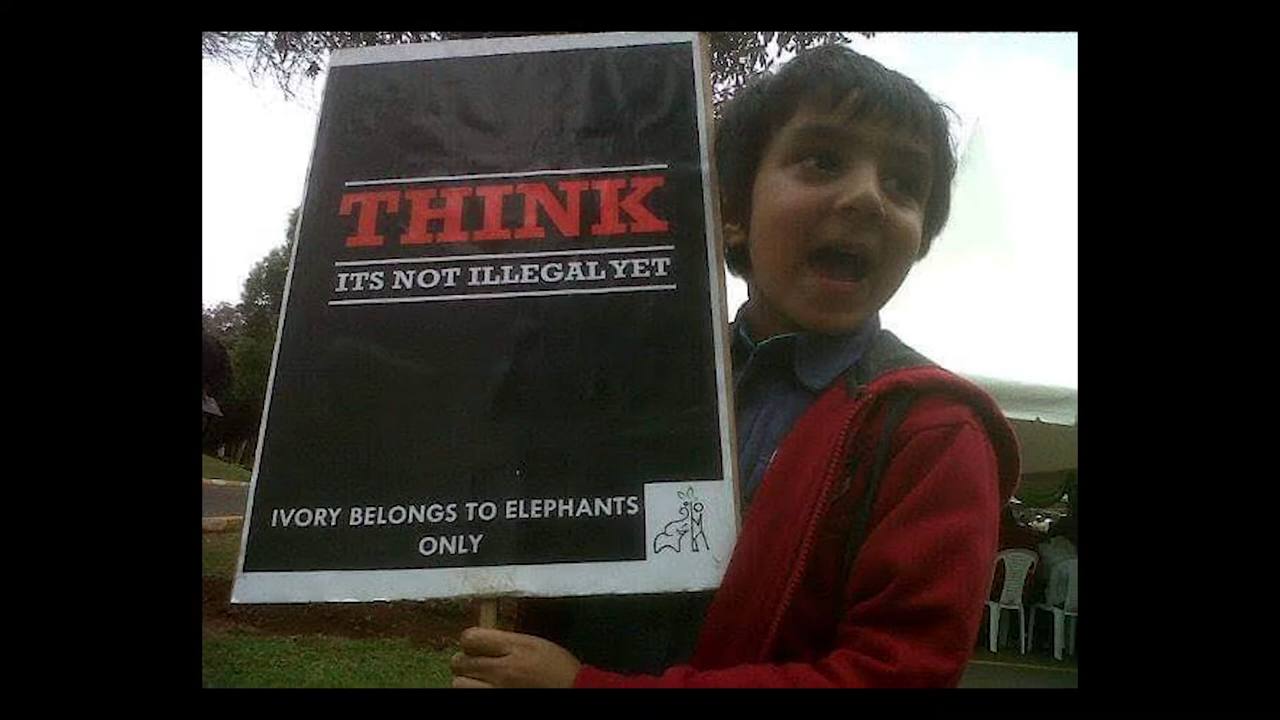 THINK
ITS NOT ILLEGAL YET
IVORY BELONGS TO ELEPHANTS
ONLY